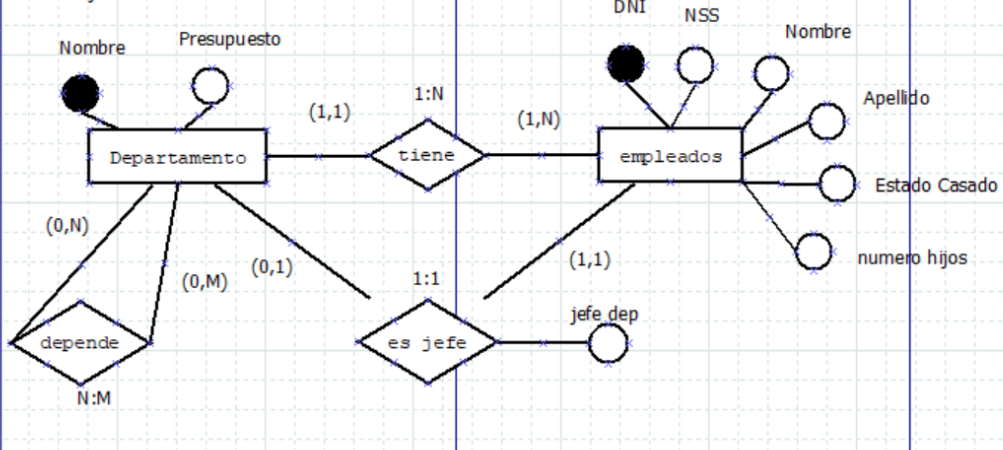 DNI
NSS
Nombre
Presupuesto
Nombre
1:N
Apellido
(1,1)
(1,N)
Departamento
tiene
empleados
Estado Casado
(0,N)
(0,M)
(0,1)
1:1
(1,1)
numero hijos
depende
es jefe
jefe dep
N:M